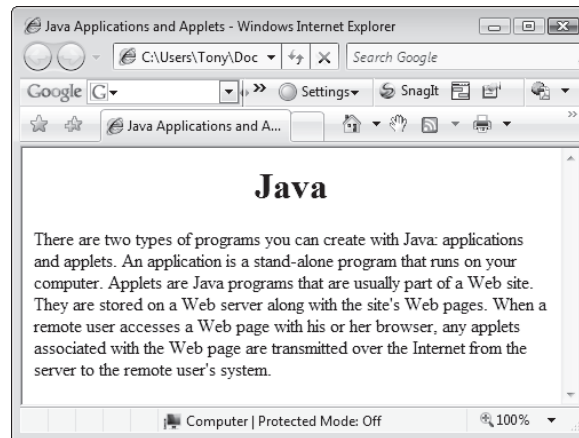 Java Applications and Applets - Windows Internet Explorer
C:\Users\Tony\Doc Search Google
Google G Settings SnagIt
Java Applications and A...
Java
There are two types of programs you can create with Java: applications
and applets. An application is a stand-alone program that runs on your
computer. Applets are Java programs that are usually part of a Web site.
They are stored on a Web server along with the site's Web pages. When a
remote user accesses a Web page with his or her browser, any applets
associated with the Web page are transmitted over the Internet from the
server to the remote user's system.
Computer | Protected Mode: Off 100%